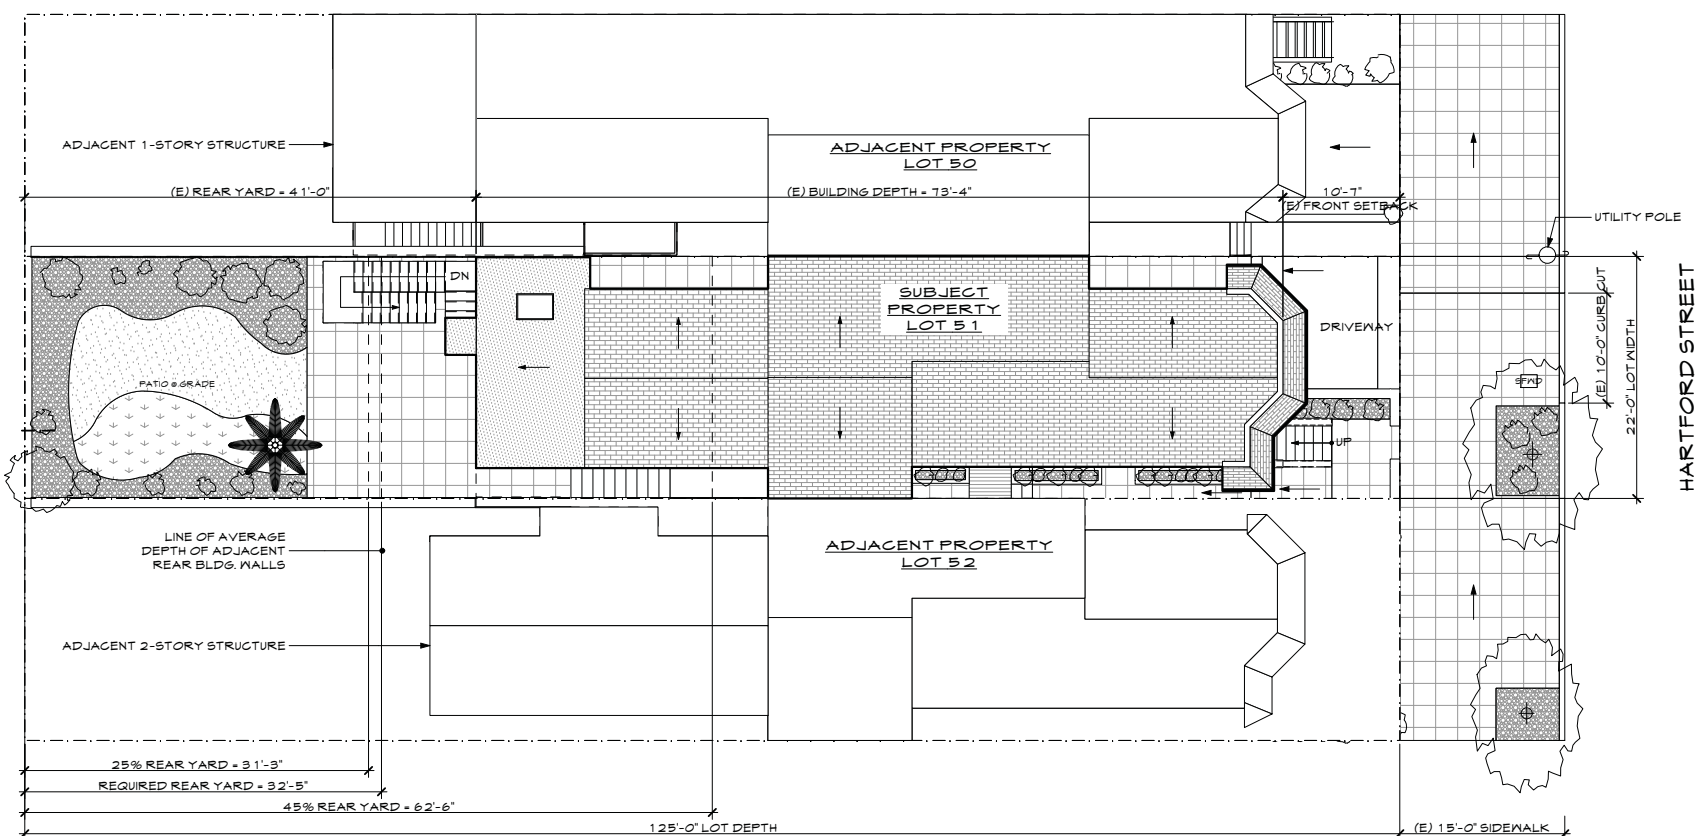 ADJACENT 1-STORY STRUCTURE
ADJACENT PROPERTY
LOT 50
(E) REAR YARD = 41'-0"
(E) BUILDING DEPTH = 73'-4"
10'-7"
(E) FRONT SETBACK
UTILITY POLE
DN
SUBJECT
PROPERTY
LOT 51
DRIVEWAY
(E) 10'-0" CURB CUT
22'-0" LOT WIDTH
HARTFORD STREET
PATIO @ GRADE
SFWD
UP
LINE OF AVERAGE
DEPTH OF ADJACENT
REAR BLDG. WALLS
ADJACENT PROPERTY
LOT 52
ADJACENT 2-STORY STRUCTURE
25% REAR YARD = 31'-3"
REQUIRED REAR YARD = 32'-5"
45% REAR YARD = 62'-6"
125'-0" LOT DEPTH
(E) 15'-0" SIDEWALK